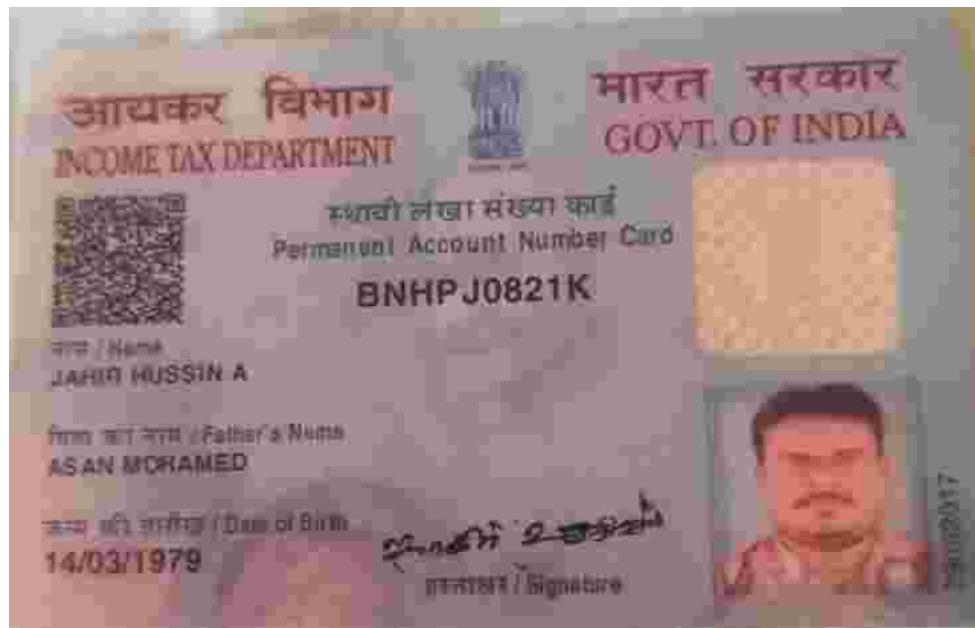 आयकर विभाग
INCOME TAX DEPARTMENT
भारत सरकार
GOVT. OF INDIA
स्थायी लेखा संख्या कार्ड
Permanent Account Number Card
BNHPJ0821K
नाम / Name
JAHIR HUSSIN A
पिता का नाम / Father's Name
ASAN MOHAMED
जन्म की तारीख / Date of Birth
14/03/1979
हस्ताक्षर / Signature